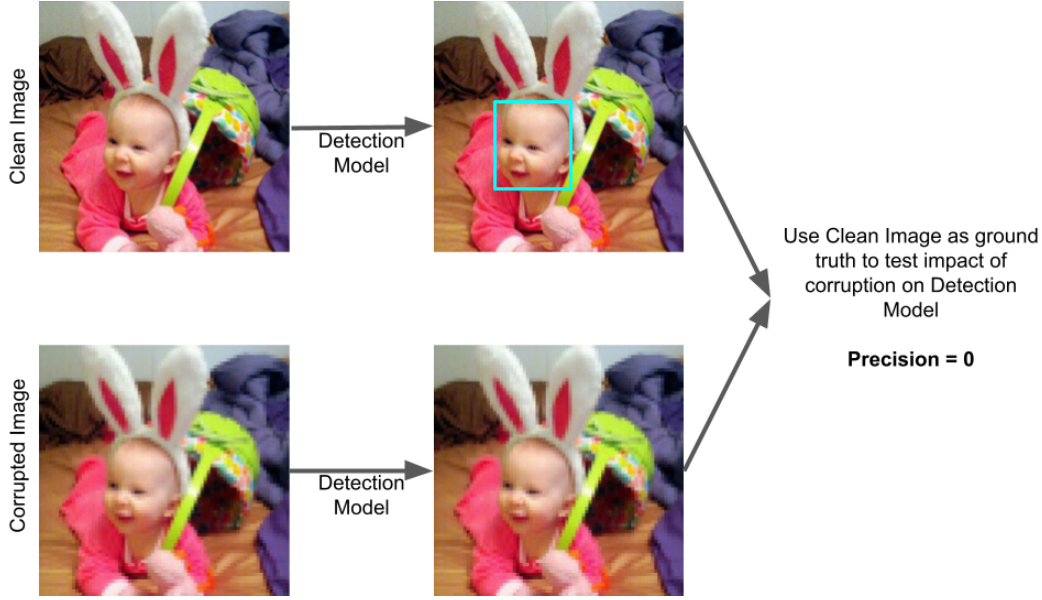 Clean Image
Detection
Model
Use Clean Image as ground
truth to test impact of
corruption on Detection
Model
Precision = 0
Corrupted Image
Detection
Model